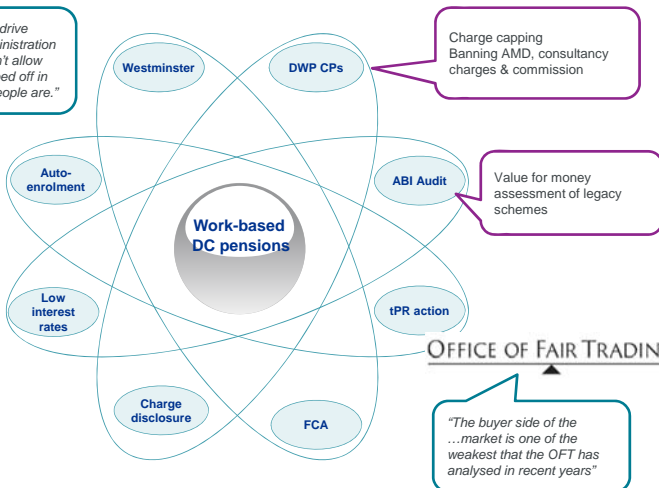 drive
inistration
't allow
ed off in
eople are."
Westminster
DWP CPs
Charge capping
Banning AMD, consultancy
charges & commission
Auto-
enrolment
ABI Audit
Value for money
assessment of legacy
schemes
Work-based
DC pensions
Low
interest
rates
tPR action
OFFICE OF FAIR TRADIN
Charge
disclosure
FCA
"The buyer side of the
…market is one of the
weakest that the OFT has
analysed in recent years"